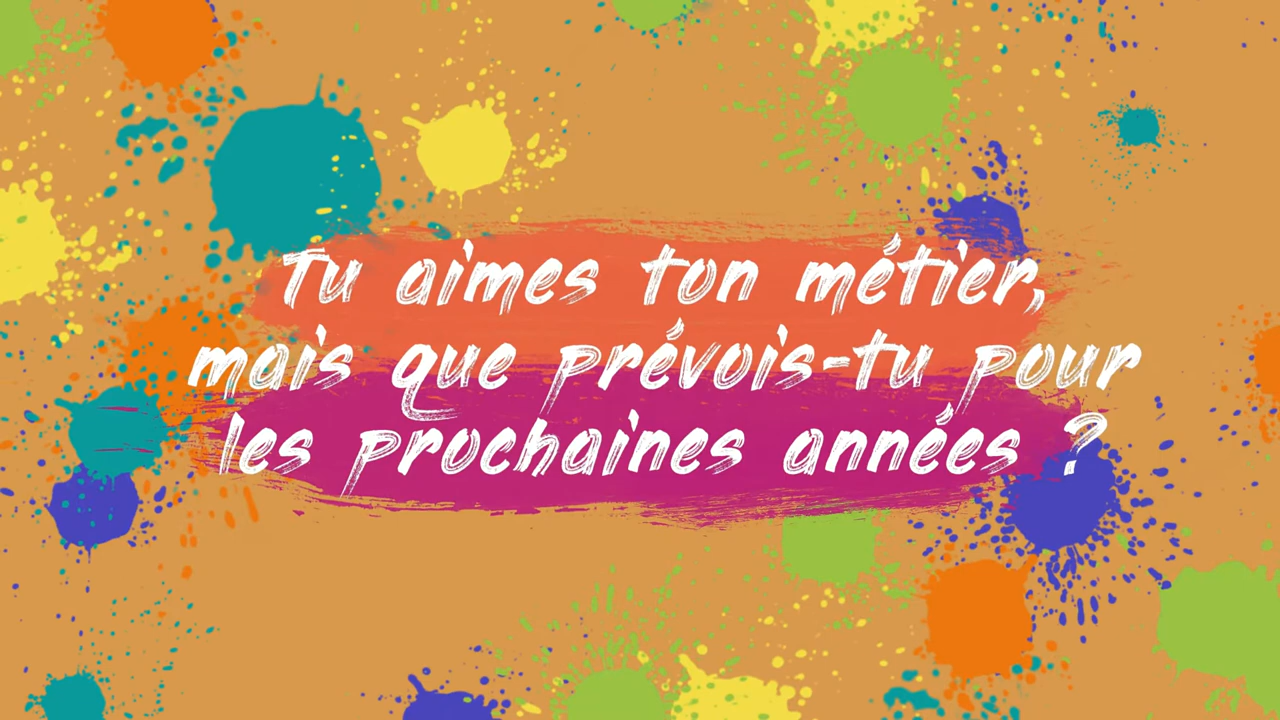 Tu aimes ton métier,
mais que prévois-tu pour
les prochaines années ?